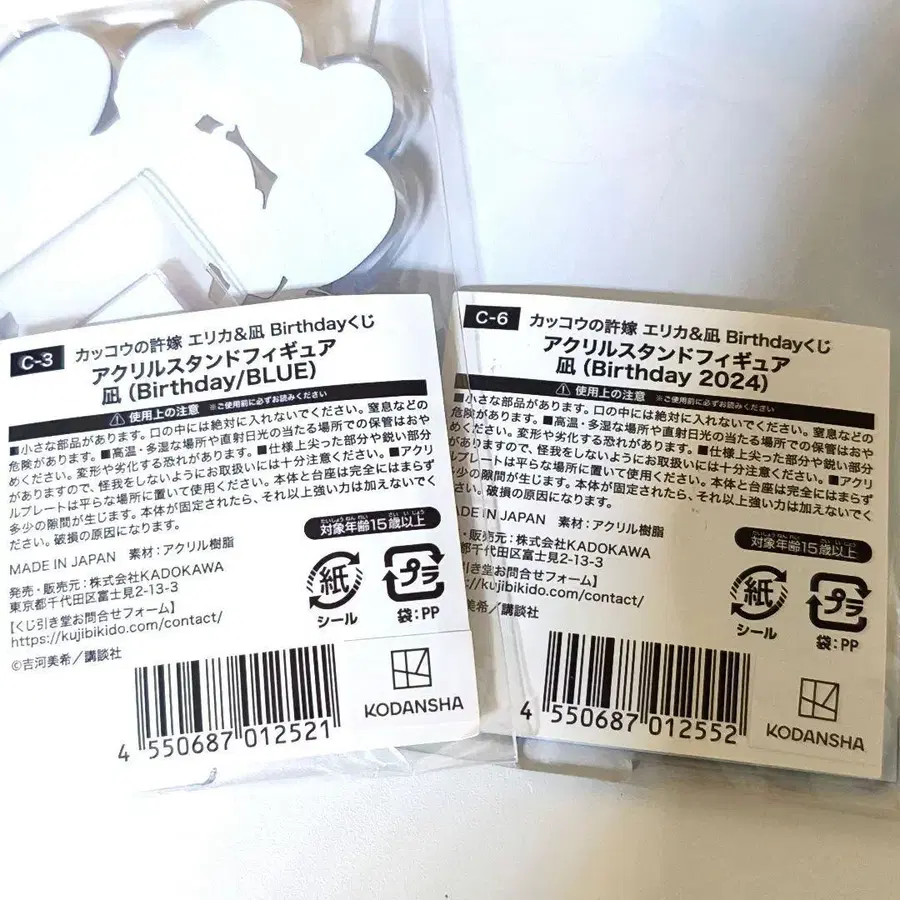 C-3
カッコウの許嫁 エリカ&凪 Birthdayくじ
アクリルスタンドフィギュア
凪 (Birthday/BLUE)
⚠ 使用上の注意 ※ご使用前に必ずお読みください
■小さな部品があります。口の中には絶対に入れないでください。窒息などの
危険があります。■高温・多湿な場所や直射日光の当たる場所での保管はおや
めください。変形や劣化する恐れがあります。■仕様上尖った部分や鋭い部分
がありますので、怪我をしないようにお取扱いには十分注意ください。■アクリ
ルプレートは平らな場所に置いて使用ください。本体と台座は完全にはまらず
多少の隙間が生じます。本体が固定されたら、それ以上強い力は加えないでく
ださい。破損の原因になります。
MADE IN JAPAN 素材：アクリル樹脂
たいしょうねんれい さい いじょう
対象年齢15歳以上
発売・販売元：株式会社KADOKAWA
東京都千代田区富士見2-13-3
【くじ引き堂お問合せフォーム】
https://kujibikido.com/contact/
©吉河美希／講談社
紙
シール
プラ
袋：PP
4 550687 012521
KODANSHA
C-6
カッコウの許嫁 エリカ&凪 Birthdayくじ
アクリルスタンドフィギュア
凪 (Birthday 2024)
⚠ 使用上の注意 ※ご使用前に必ずお読みください
■小さな部品があります。口の中には絶対に入れないでください。窒息などの
危険があります。■高温・多湿な場所や直射日光の当たる場所での保管はおや
めください。変形や劣化する恐れがあります。■仕様上尖った部分や鋭い部分
がありますので、怪我をしないようにお取扱いには十分注意ください。■アクリ
ルプレートは平らな場所に置いて使用ください。本体と台座は完全にはまらず
多少の隙間が生じます。本体が固定されたら、それ以上強い力は加えないでく
ださい。破損の原因になります。
MADE IN JAPAN 素材：アクリル樹脂
たいしょうねんれい さい いじょう
対象年齢15歳以上
・販売元：株式会社KADOKAWA
都千代田区富士見2-13-3
引き堂お問合せフォーム】
://kujibikido.com/contact/
美希／講談社
紙
シール
プラ
袋：PP
4 550687 012552
KODANSHA